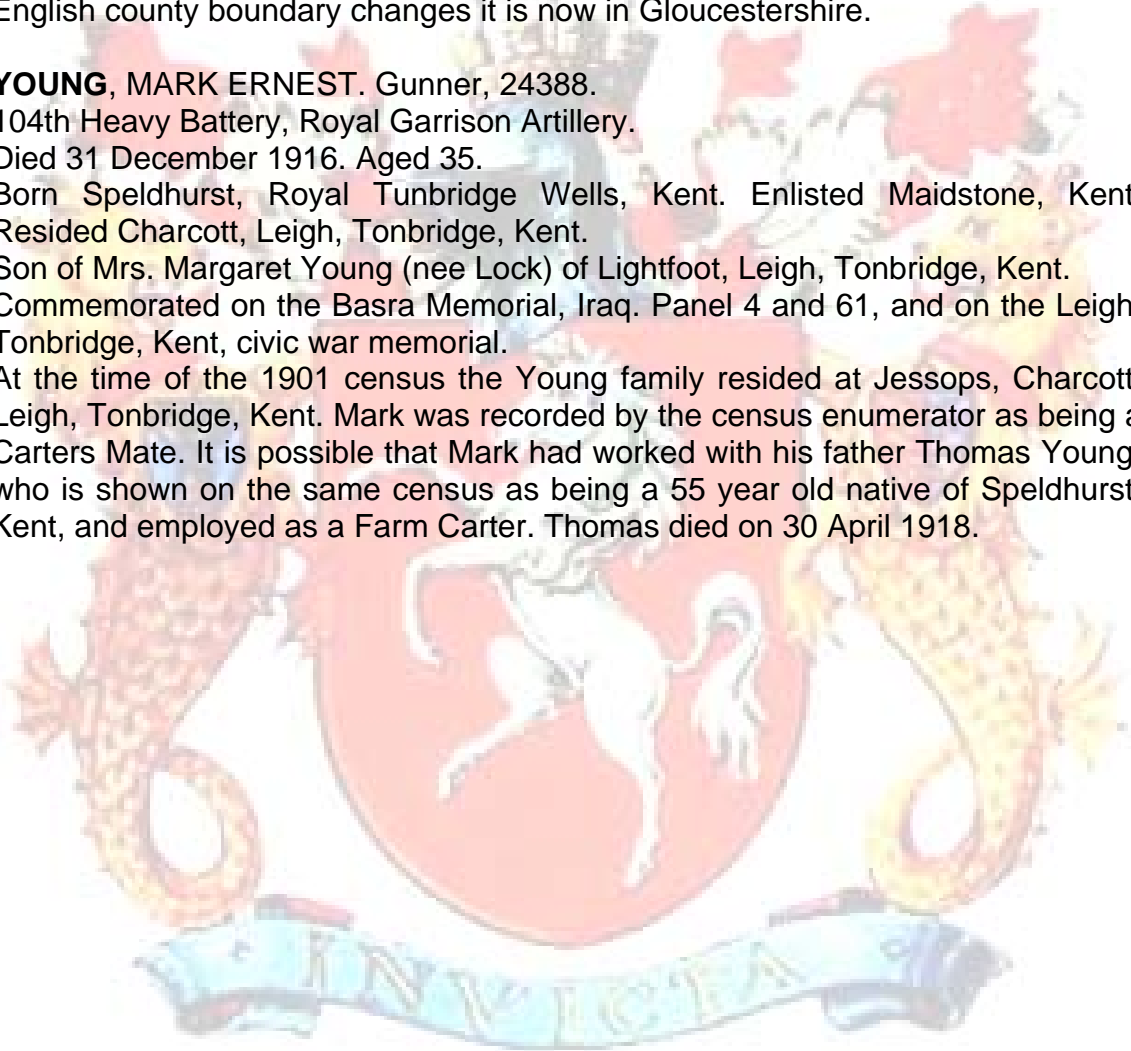 English county boundary changes it is now in Gloucestershire.
YOUNG, MARK ERNEST. Gunner, 24388.
104th Heavy Battery, Royal Garrison Artillery.
Died 31 December 1916. Aged 35.
Born Speldhurst, Royal Tunbridge Wells, Kent. Enlisted Maidstone, Kent
Resided Charcott, Leigh, Tonbridge, Kent.
Son of Mrs. Margaret Young (nee Lock) of Lightfoot, Leigh, Tonbridge, Kent.
Commemorated on the Basra Memorial, Iraq. Panel 4 and 61, and on the Leigh
Tonbridge, Kent, civic war memorial.
At the time of the 1901 census the Young family resided at Jessops, Charcott
Leigh, Tonbridge, Kent. Mark was recorded by the census enumerator as being a
Carters Mate. It is possible that Mark had worked with his father Thomas Young
who is shown on the same census as being a 55 year old native of Speldhurst
Kent, and employed as a Farm Carter. Thomas died on 30 April 1918.
INVICTA